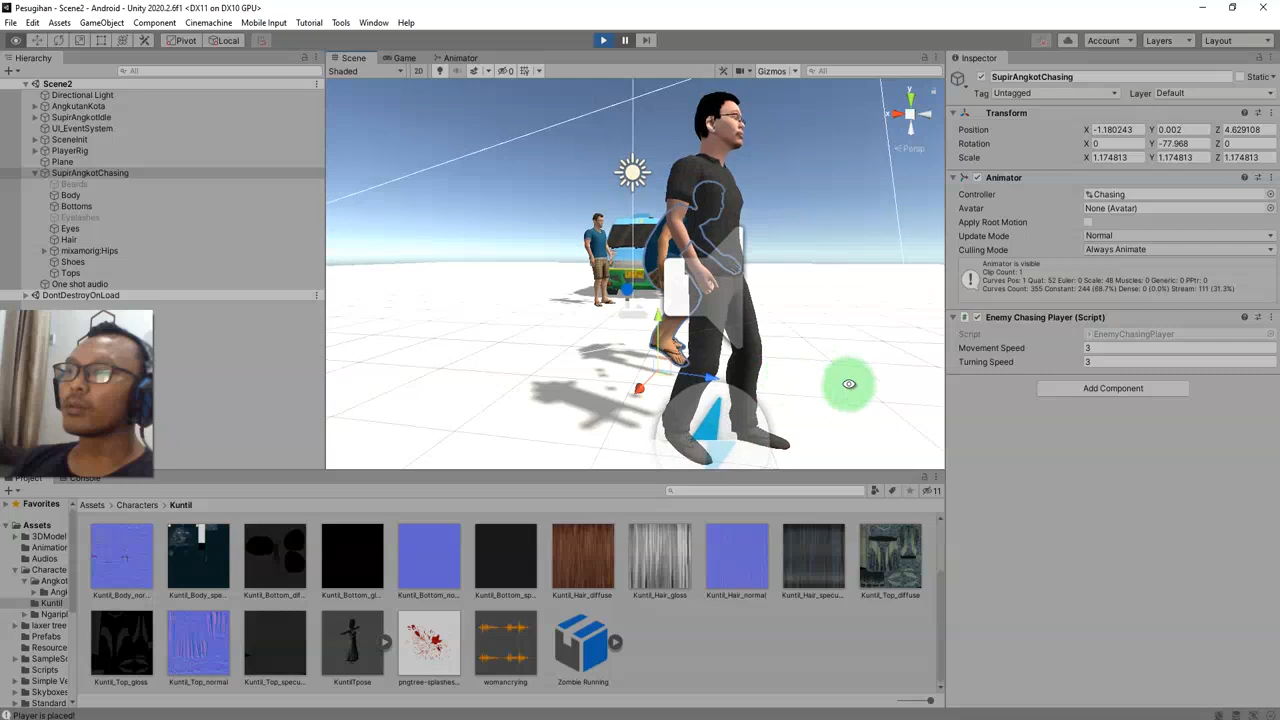 Pesugihan - Scene2 - Android - Unity 2020.2.6f1 <DX11 on DX10 GPU>
File Edit Assets GameObject Component Cinemachine Mobile Input Tutorial Tools Window Help
Pivot Local Account Layers Layout
Hierarchy
All
Scene2
Directional Light
AngkutanKota
SupirAngkotIdle
UI_EventSystem
SceneInit
PlayerRig
Plane
SupirAngkotChasing
Beards
Body
Bottoms
Eyelashes
Eyes
Hair
mixamorig:Hips
Shoes
Tops
One shot audio
DontDestroyOnLoad
Scene Game Animator
Shaded 2D 0 Gizmos All
y
x
Persp
Inspector
SupirAngkotChasing Static
Tag Untagged Layer Default
Transform
Position X -1.180243 Y 0.002 Z 4.629108
Rotation X 0 Y -77.968 Z 0
Scale X 1.174813 Y 1.174813 Z 1.174813
Animator
Controller Chasing
Avatar None (Avatar)
Apply Root Motion
Update Mode Normal
Culling Mode Always Animate
Animator is visible
Clip Count: 1
Curves Pos: 1 Quat: 52 Euler: 0 Scale: 48 Muscles: 0 Generic: 0 PPtr: 0
Curves Count: 355 Constant: 244 (68.7%) Dense: 0 (0.0%) Stream: 111 (31.3%)
Enemy Chasing Player (Script)
Script EnemyChasingPlayer
Movement Speed 3
Turning Speed 3
Add Component
Project Console
11
Favorites
Assets
3DModel
Animation
Audios
Characte
Angkot
Ang
Kuntil
Ngaripl
laxer tree
Prefabs
Resource
SampleSc
Scripts
Simple Ve
Skyboxes
Standard
Assets Characters Kuntil
Kuntil_Body_nor... Kuntil_Body_spe... Kuntil_Bottom_dif... Kuntil_Bottom_gl... Kuntil_Bottom_no... Kuntil_Bottom_sp... Kuntil_Hair_diffuse Kuntil_Hair_gloss Kuntil_Hair_normal Kuntil_Hair_specu... Kuntil_Top_diffuse
Kuntil_Top_gloss Kuntil_Top_normal Kuntil_Top_specu... KuntilTpose pngtree-splashes... womancrying Zombie Running
Player is placed!